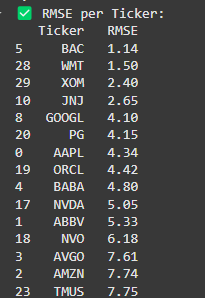 ✅ RMSE per Ticker:
Ticker RMSE
5 BAC 1.14
28 WMT 1.50
29 XOM 2.40
10 JNJ 2.65
8 GOOGL 4.10
20 PG 4.15
0 AAPL 4.34
19 ORCL 4.42
4 BABA 4.80
17 NVDA 5.05
1 ABBV 5.33
18 NVO 6.18
3 AVGO 7.61
2 AMZN 7.74
23 TMUS 7.75